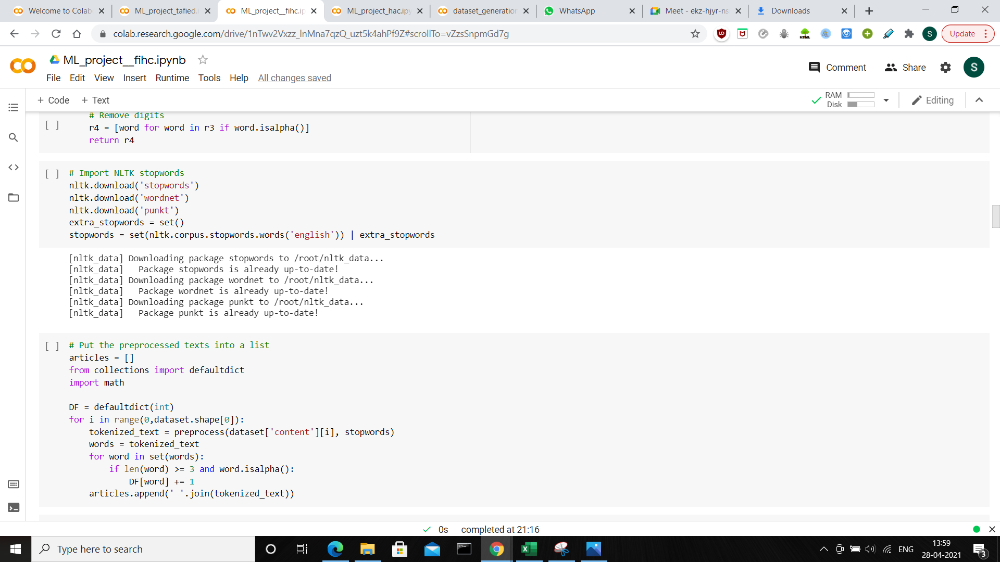 Welcome to Colab
ML_project_tafied.i
ML_project__fihc.ip
ML_project_hac.ipy
dataset_generation
WhatsApp
Meet - ekz-hjyr-ns
Downloads
colab.research.google.com/drive/1nTwv2Vxzz_lnMna7qzQ_uzt5k4ahPf9Z#scrollTo=vZzsSnpmGd7g
S
Update
ML_project__fihc.ipynb
Comment
Share
S
File Edit View Insert Runtime Tools Help All changes saved
+ Code + Text
RAM
Disk
Editing
# Remove digits
[ ] r4 = [word for word in r3 if word.isalpha()]
return r4
[ ] # Import NLTK stopwords
nltk.download('stopwords')
nltk.download('wordnet')
nltk.download('punkt')
extra_stopwords = set()
stopwords = set(nltk.corpus.stopwords.words('english')) | extra_stopwords
[nltk_data] Downloading package stopwords to /root/nltk_data...
[nltk_data]   Package stopwords is already up-to-date!
[nltk_data] Downloading package wordnet to /root/nltk_data...
[nltk_data]   Package wordnet is already up-to-date!
[nltk_data] Downloading package punkt to /root/nltk_data...
[nltk_data]   Package punkt is already up-to-date!
[ ] # Put the preprocessed texts into a list
articles = []
from collections import defaultdict
import math
DF = defaultdict(int)
for i in range(0,dataset.shape[0]):
    tokenized_text = preprocess(dataset['content'][i], stopwords)
    words = tokenized_text
    for word in set(words):
        if len(word) >= 3 and word.isalpha():
            DF[word] += 1
    articles.append(' '.join(tokenized_text))
0s completed at 21:16
Type here to search
ENG
13:59
28-04-2021
3